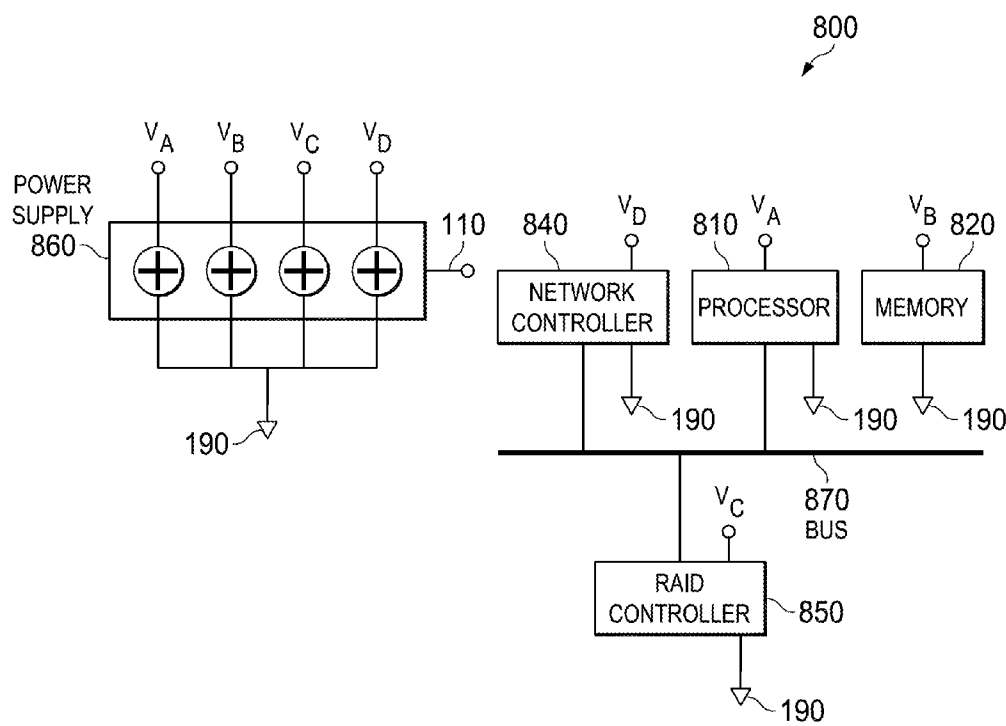 800
V_A V_B V_C V_D
POWER
SUPPLY
860
110
840 V_D 810 V_A V_B 820
NETWORK
CONTROLLER
PROCESSOR
MEMORY
190
190
190
190
870
BUS
V_C
RAID
CONTROLLER
850
190